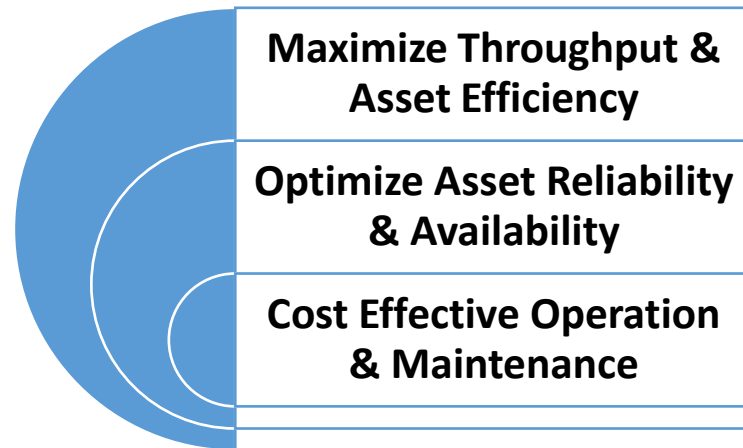 Maximize Throughput &
Asset Efficiency
Optimize Asset Reliability
& Availability
Cost Effective Operation
& Maintenance